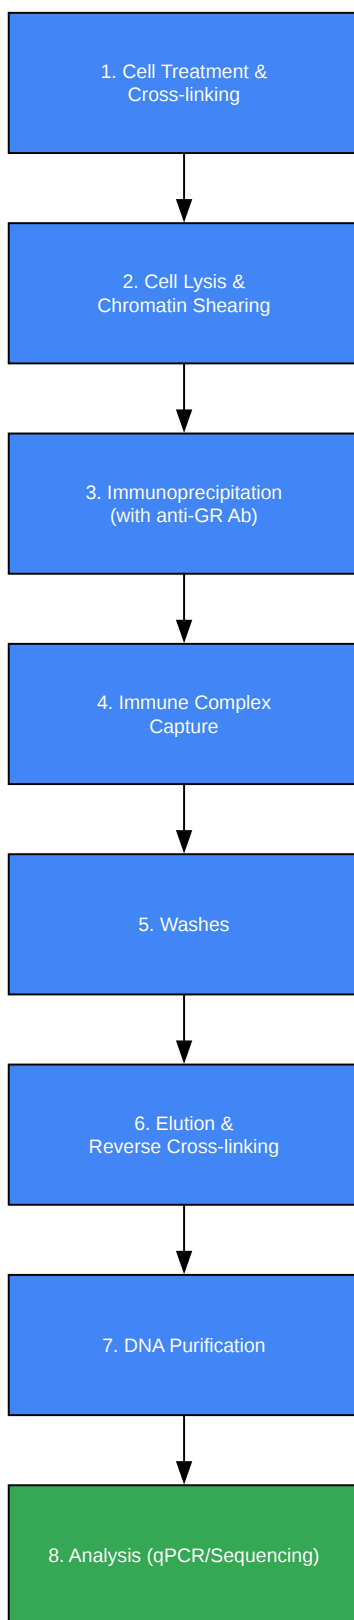 1. Cell Treatment &
Cross-linking
2. Cell Lysis &
Chromatin Shearing
3. Immunoprecipitation
(with anti-GR Ab)
4. Immune Complex
Capture
5. Washes
6. Elution &
Reverse Cross-linking
7. DNA Purification
8. Analysis (qPCR/Sequencing)